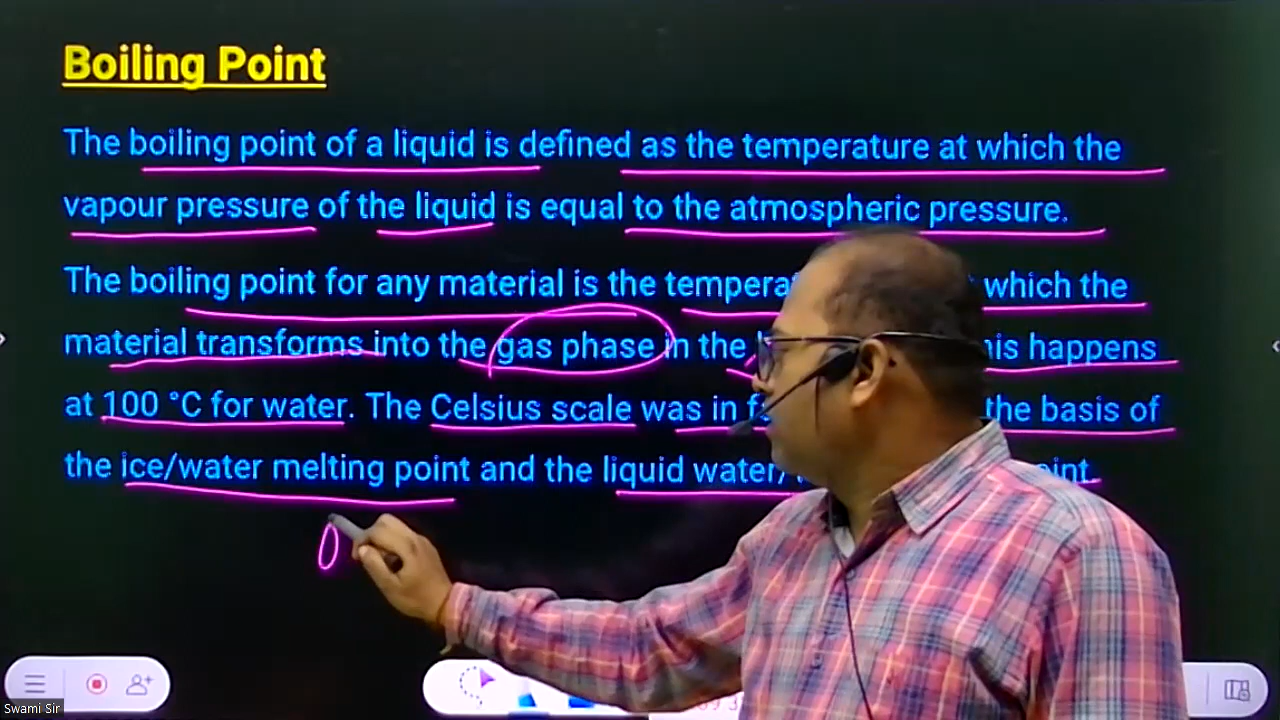 Boiling Point
The boiling point of a liquid is defined as the temperature at which the
vapour pressure of the liquid is equal to the atmospheric pressure.
The boiling point for any material is the which the
material transforms into the gas phase in the happens
at 100 °C for water. The Celsius scale was in the basis of
the ice/water melting point and the liquid water/
0
Swami Sir